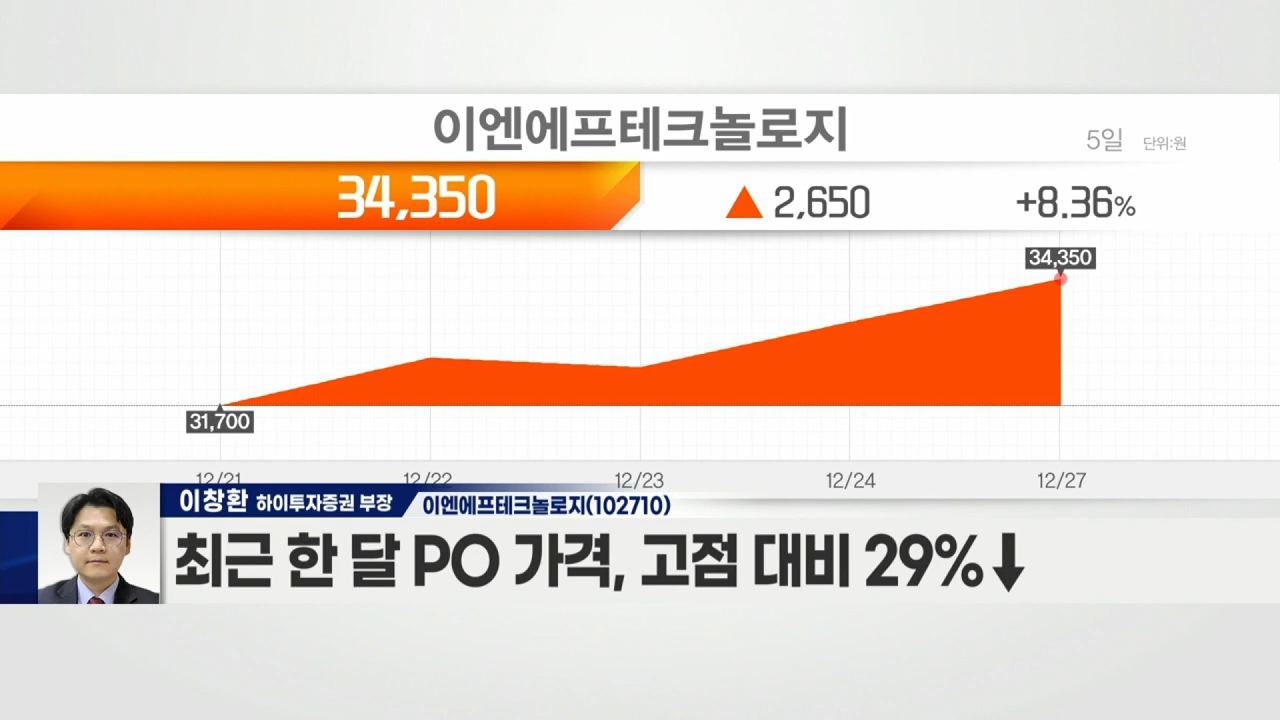 이엔에프테크놀로지
5일 단위:원
34,350 ▲ 2,650 +8.36%
34,350
31,700
12/21 12/22 12/23 12/24 12/27
이창환 하이투자증권 부장 이엔에프테크놀로지(102710)
최근 한 달 PO 가격, 고점 대비 29%↓